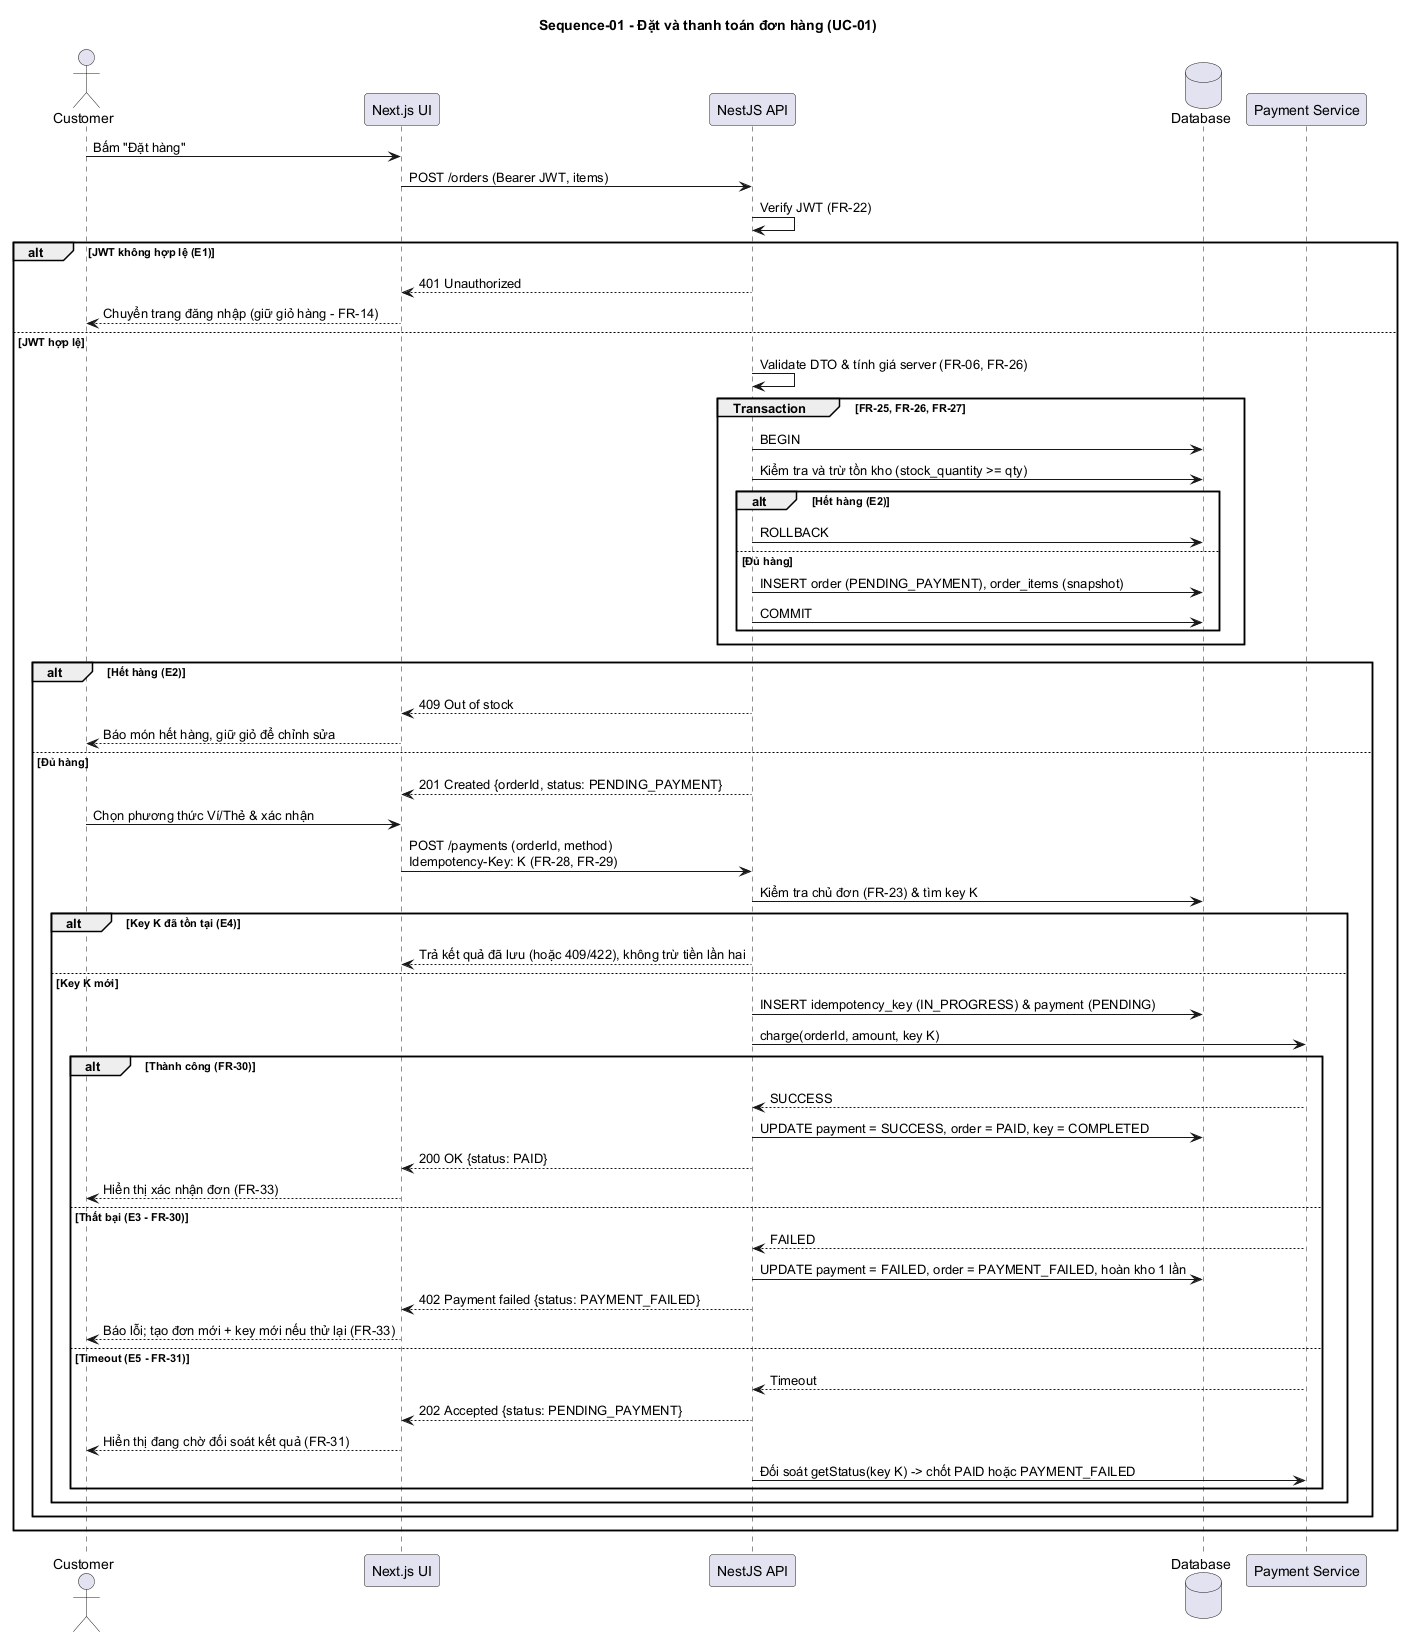 Sequence-01 - Đặt và thanh toán đơn hàng (UC-01)
Customer
Next.js UI
NestJS API
Database
Payment Service
Bấm "Đặt hàng"
POST /orders (Bearer JWT, items)
Verify JWT (FR-22)
alt [JWT không hợp lệ (E1)]
401 Unauthorized
Chuyển trang đăng nhập (giữ giỏ hàng - FR-14)
[JWT hợp lệ]
Validate DTO & tính giá server (FR-06, FR-26)
Transaction [FR-25, FR-26, FR-27]
BEGIN
Kiểm tra và trừ tồn kho (stock_quantity >= qty)
alt [Hết hàng (E2)]
ROLLBACK
[Đủ hàng]
INSERT order (PENDING_PAYMENT), order_items (snapshot)
COMMIT
alt [Hết hàng (E2)]
409 Out of stock
Báo món hết hàng, giữ giỏ để chỉnh sửa
[Đủ hàng]
201 Created {orderId, status: PENDING_PAYMENT}
Chọn phương thức Ví/Thẻ & xác nhận
POST /payments (orderId, method)
Idempotency-Key: K (FR-28, FR-29)
Kiểm tra chủ đơn (FR-23) & tìm key K
alt [Key K đã tồn tại (E4)]
Trả kết quả đã lưu (hoặc 409/422), không trừ tiền lần hai
[Key K mới]
INSERT idempotency_key (IN_PROGRESS) & payment (PENDING)
charge(orderId, amount, key K)
alt [Thành công (FR-30)]
SUCCESS
UPDATE payment = SUCCESS, order = PAID, key = COMPLETED
200 OK {status: PAID}
Hiển thị xác nhận đơn (FR-33)
[Thất bại (E3 - FR-30)]
FAILED
UPDATE payment = FAILED, order = PAYMENT_FAILED, hoàn kho 1 lần
402 Payment failed {status: PAYMENT_FAILED}
Báo lỗi; tạo đơn mới + key mới nếu thử lại (FR-33)
[Timeout (E5 - FR-31)]
Timeout
202 Accepted {status: PENDING_PAYMENT}
Hiển thị đang chờ đối soát kết quả (FR-31)
Đối soát getStatus(key K) -> chốt PAID hoặc PAYMENT_FAILED
Customer
Next.js UI
NestJS API
Database
Payment Service